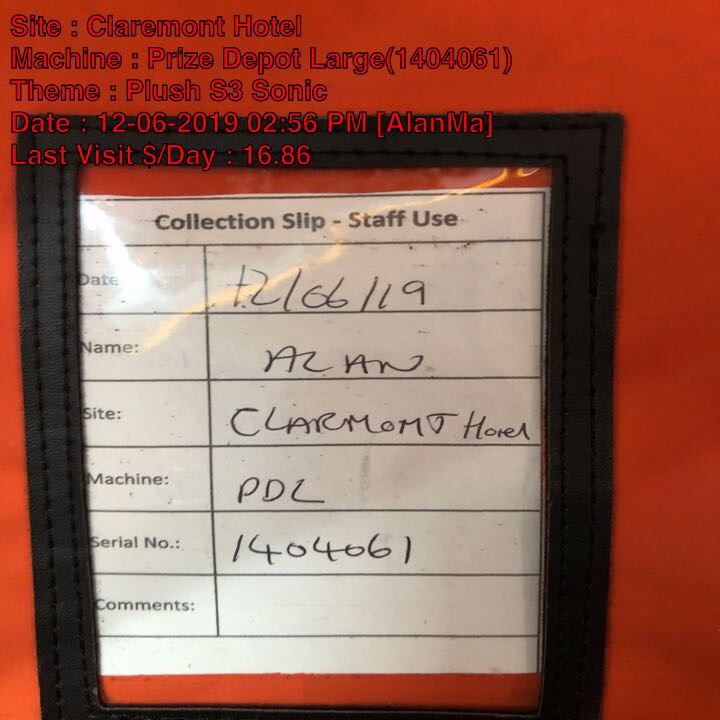 Site : Claremont Hotel
Machine : Prize Depot Large(1404061)
Theme : Plush S3 Sonic
Date : 12-06-2019 02:56 PM [AlanMa]
Last Visit $/Day : 16.86
Collection Slip - Staff Use
Date 12/06/19
Name: ALAN
Site: CLARMOMT Hotel
Machine: PDL
Serial No.: 1404061
Comments: